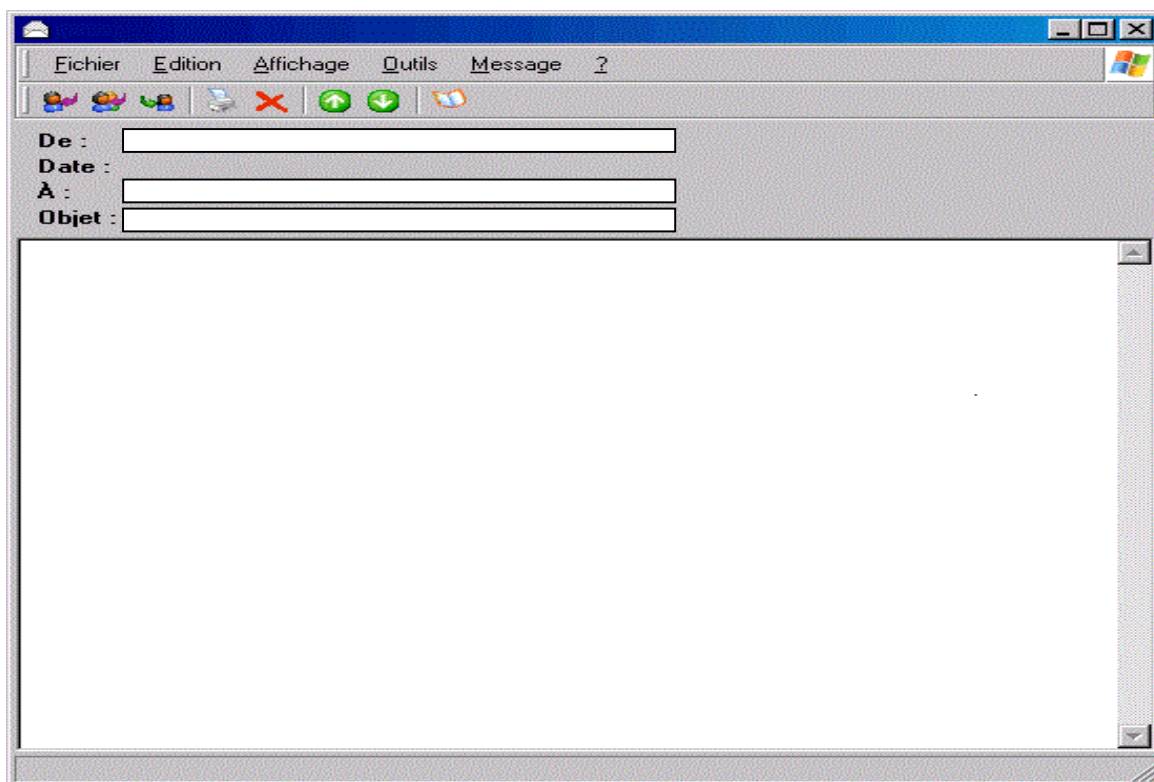 Fichier Edition Affichage Outils Message ?
De :
Date :
À :
Objet :